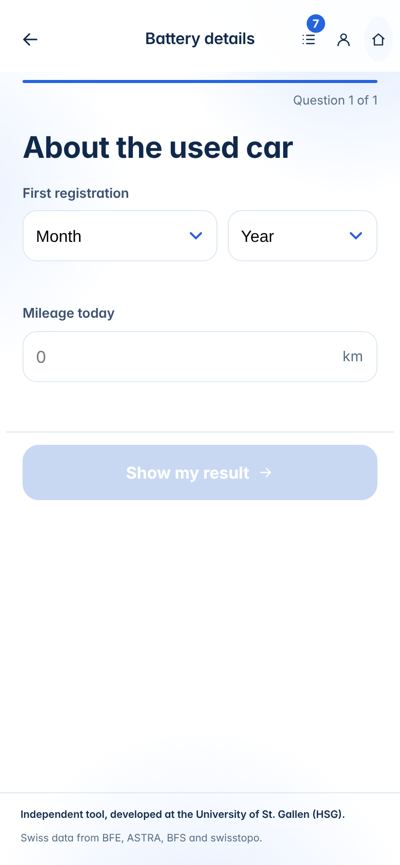 Battery details
7
Question 1 of 1
About the used car
First registration
Month
Year
Mileage today
0
km
Show my result →
Independent tool, developed at the University of St. Gallen (HSG).
Swiss data from BFE, ASTRA, BFS and swisstopo.